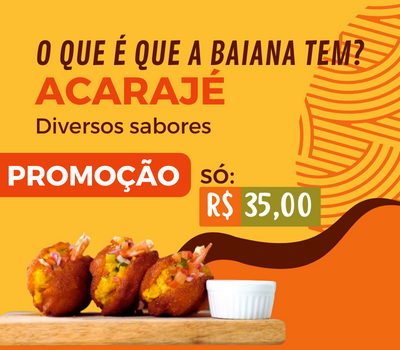 O QUE É QUE A BAIANA TEM?
ACARAJÉ
Diversos sabores
PROMOÇÃO SÓ:
R$ 35,00